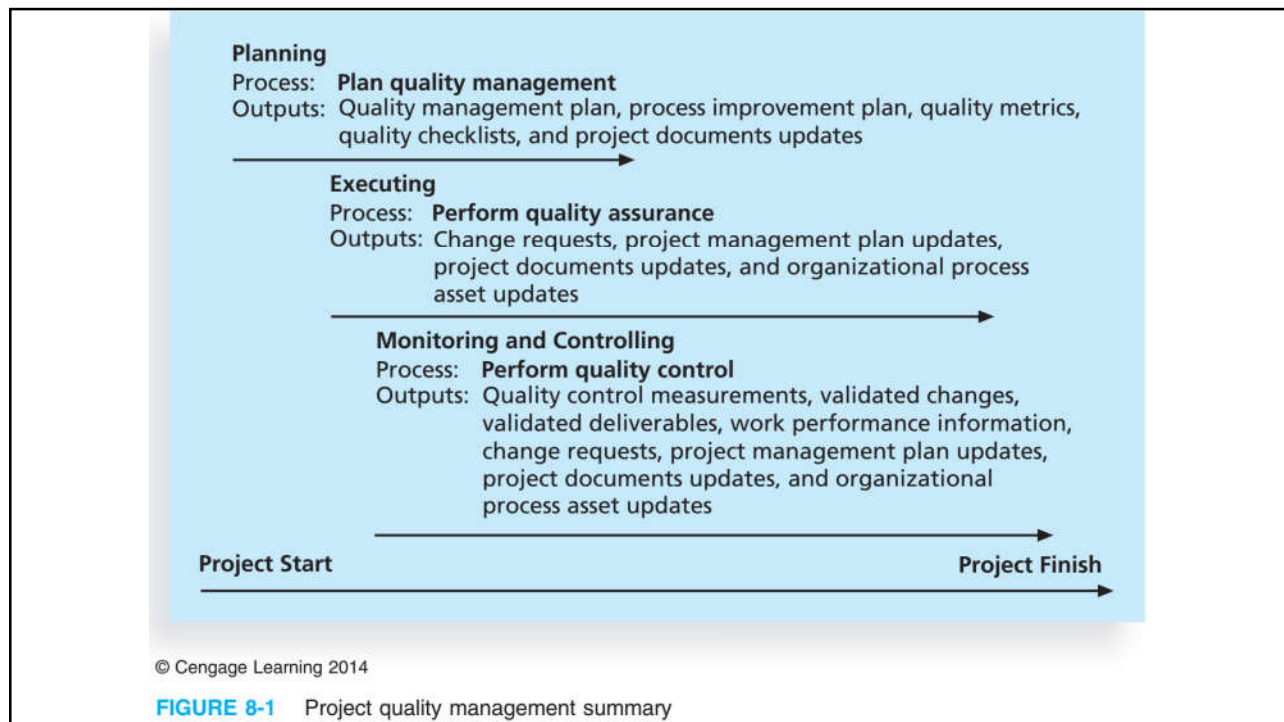 Planning
Process: Plan quality management
Outputs: Quality management plan, process improvement plan, quality metrics,
quality checklists, and project documents updates
Executing
Process: Perform quality assurance
Outputs: Change requests, project management plan updates,
project documents updates, and organizational process
asset updates
Monitoring and Controlling
Process: Perform quality control
Outputs: Quality control measurements, validated changes,
validated deliverables, work performance information,
change requests, project management plan updates,
project documents updates, and organizational
process asset updates
Project Start Project Finish
© Cengage Learning 2014
FIGURE 8-1 Project quality management summary